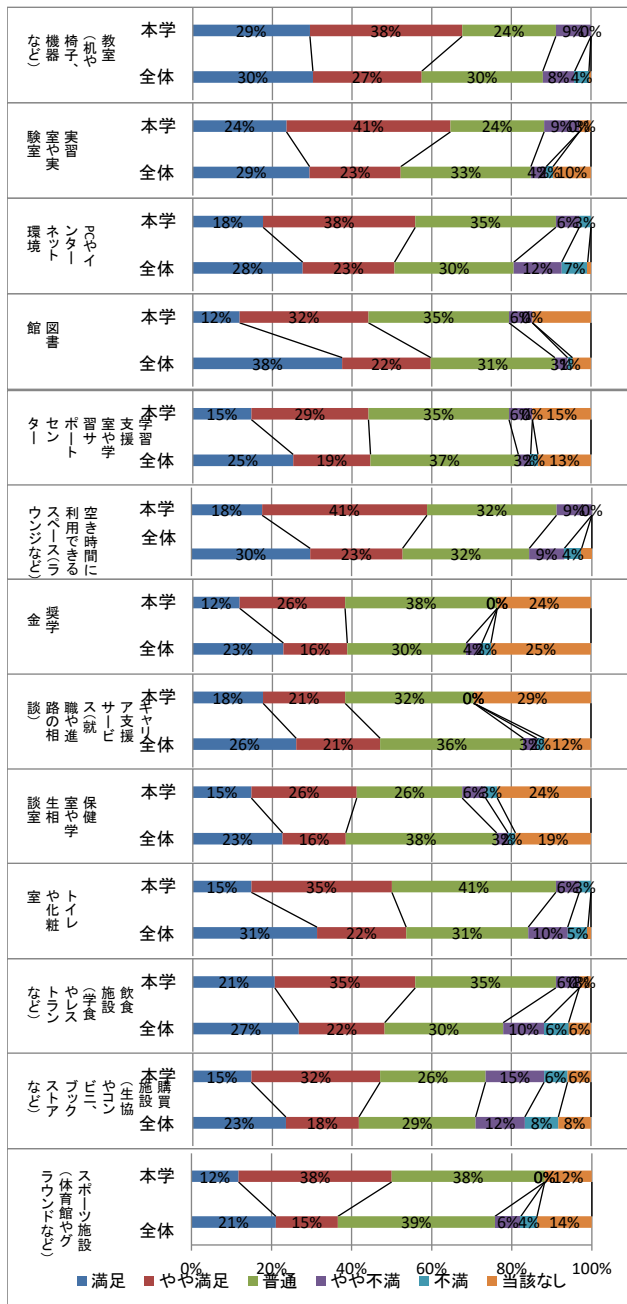 教室
（机や
椅子、
機器
など）
本学 29% 38% 24% 9% 0%
全体 30% 27% 30% 8% 4%
実習
室や実
験室
本学 24% 41% 24% 9% 0% 3%
全体 29% 23% 33% 4% 10%
PCやイ
ンター
ネット
環境
本学 18% 38% 35% 6% 3%
全体 28% 23% 30% 12% 7%
図書
館
本学 12% 32% 35% 6% 0%
全体 38% 22% 31% 3% 1%
学習
支援
室や学
習サ
ポート
セン
ター
本学 15% 29% 35% 6% 0% 15%
全体 25% 19% 37% 3% 2% 13%
空き時間に
利用できる
スペース（ラ
ウンジなど）
本学 18% 41% 32% 9% 0%
全体 30% 23% 32% 9% 4%
奨学
金
本学 12% 26% 38% 0% 24%
全体 23% 16% 30% 4% 2% 25%
キャリ
ア支援
サービ
ス（就
職や進
路の相
談）
本学 18% 21% 32% 0% 29%
全体 26% 21% 36% 3% 2% 12%
保健
室や学
生相
談室
本学 15% 26% 26% 6% 3% 24%
全体 23% 16% 38% 3% 2% 19%
トイレ
や化粧
室
本学 15% 35% 41% 6% 3%
全体 31% 22% 31% 10% 5%
飲食
施設
（学食
やレス
トラン
など）
本学 21% 35% 35% 6% 0% 3%
全体 27% 22% 30% 10% 6% 6%
購買
施設
（生協
やコン
ビニ、
ブック
ストア
など）
本学 15% 32% 26% 15% 6% 6%
全体 23% 18% 29% 12% 8% 8%
スポーツ施設
（体育館やグ
ラウンドなど）
本学 12% 38% 38% 0% 12%
全体 21% 15% 39% 6% 4% 14%
0% 20% 40% 60% 80% 100%
満足 やや満足 普通 やや不満 不満 当該なし